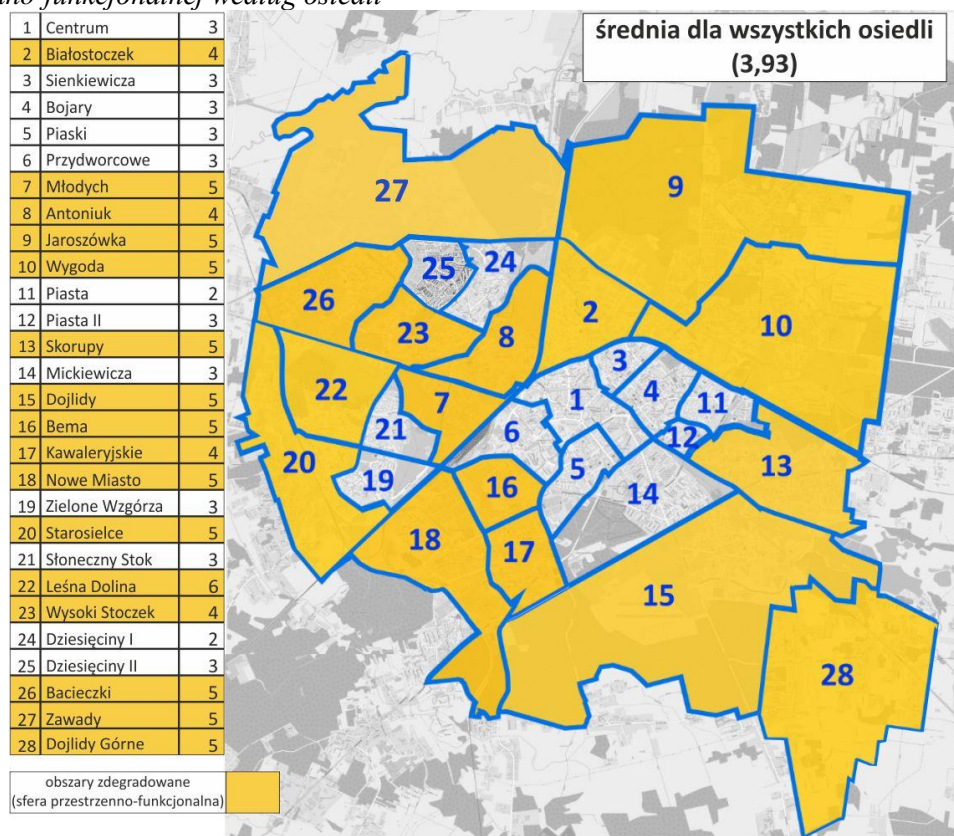 no-funkcjonalnej według osiedli
1 Centrum 3
2 Białostoczek 4
3 Sienkiewicza 3
4 Bojary 3
5 Piaski 3
6 Przydworcowe 3
7 Młodych 5
8 Antoniuk 4
9 Jaroszówka 5
10 Wygoda 5
11 Piasta 2
12 Piasta II 3
13 Skorupy 5
14 Mickiewicza 3
15 Dojlidy 5
16 Bema 5
17 Kawaleryjskie 4
18 Nowe Miasto 5
19 Zielone Wzgórza 3
20 Starosielce 5
21 Słoneczny Stok 3
22 Leśna Dolina 6
23 Wysoki Stoczek 4
24 Dziesięciny I 2
25 Dziesięciny II 3
26 Bacieczki 5
27 Zawady 5
28 Dojlidy Górne 5
obszary zdegradowane
(sfera przestrzenno-funkcjonalna)
średnia dla wszystkich osiedli
(3,93)
27
9
25
24
26
2
10
23
8
3
22
7
1
4
11
21
6
12
20
19
5
13
16
14
18
17
15
28